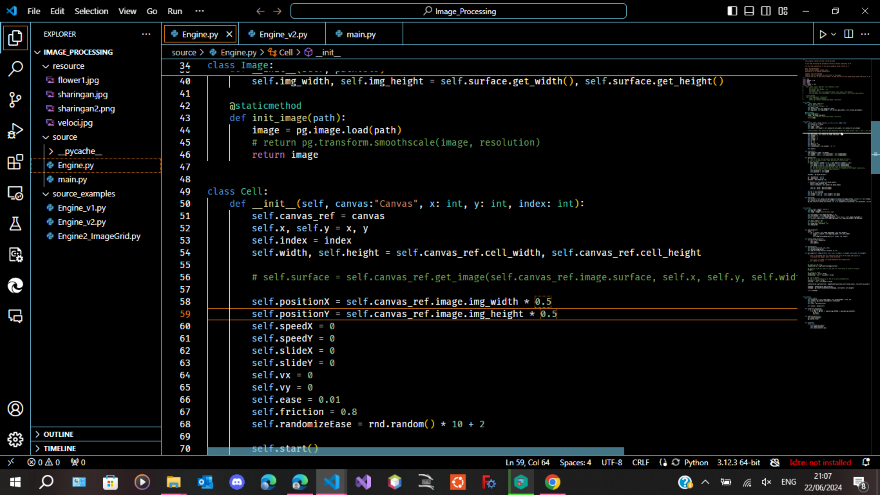 File Edit Selection View Go Run ··· Image_Processing
EXPLORER ···
IMAGE_PROCESSING
resource
flower1.jpg
sharingan.jpg
sharingan2.png
veloci.jpg
source
__pycache__
Engine.py
main.py
source_examples
Engine_v1.py
Engine_v2.py
Engine2_ImageGrid.py
OUTLINE
TIMELINE
Engine.py Engine_v2.py main.py
source > Engine.py > Cell > __init__
34 class Image:
40 self.img_width, self.img_height = self.surface.get_width(), self.surface.get_height()
41
42 @staticmethod
43 def init_image(path):
44 image = pg.image.load(path)
45 # return pg.transform.smoothscale(image, resolution)
46 return image
47
48
49 class Cell:
50 def __init__(self, canvas:"Canvas", x: int, y: int, index: int):
51 self.canvas_ref = canvas
52 self.x, self.y = x, y
53 self.index = index
54 self.width, self.height = self.canvas_ref.cell_width, self.canvas_ref.cell_height
55
56 # self.surface = self.canvas_ref.get_image(self.canvas_ref.image.surface, self.x, self.y, self.widt
57
58 self.positionX = self.canvas_ref.image.img_width * 0.5
59 self.positionY = self.canvas_ref.image.img_height * 0.5
60 self.speedX = 0
61 self.speedY = 0
62 self.slideX = 0
63 self.slideY = 0
64 self.vx = 0
65 self.vy = 0
66 self.ease = 0.01
67 self.friction = 0.8
68 self.randomizeEase = rnd.random() * 10 + 2
69
70 self.start()
0 0 0 Ln 59, Col 64 Spaces: 4 UTF-8 CRLF Python 3.12.3 64-bit
ENG 21:07
22/06/2024 8